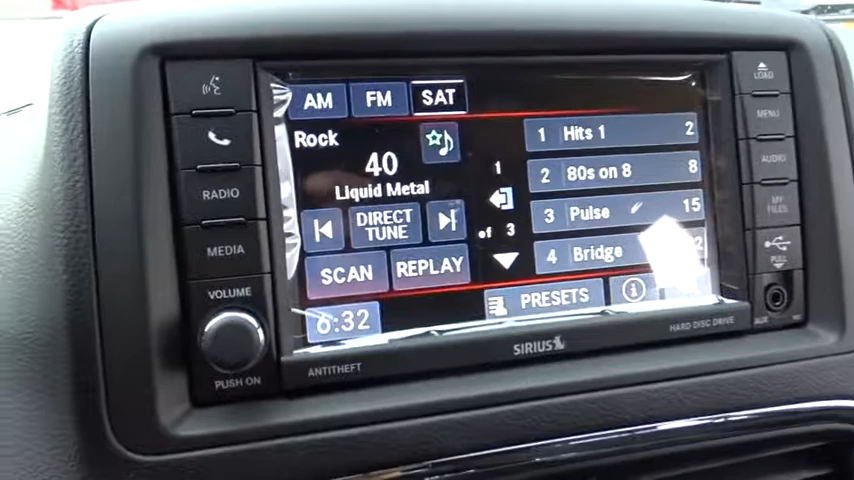 AM FM SAT
Rock
40
Liquid Metal
DIRECT
TUNE
SCAN REPLAY
6:32
1
of 3
1 Hits 1 2
2 80s on 8 8
3 Pulse 15
4 Bridge 2
PRESETS
i
RADIO
MEDIA
VOLUME
PUSH ON
ANTITHEFT
SIRIUS
HARD DISC DRIVE
LOAD
MENU
AUDIO
MY
FILES
PULL
AUX